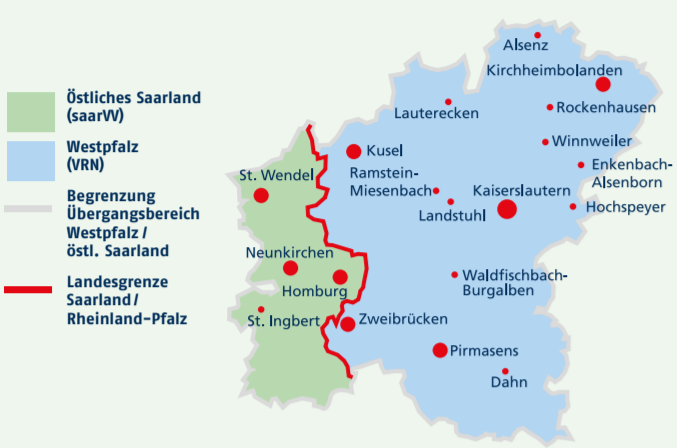 Östliches Saarland
(saarVV)
Westpfalz
(VRN)
Begrenzung
Übergangsbereich
Westpfalz /
östl. Saarland
Landesgrenze
Saarland /
Rheinland-Pfalz
Alsenz
Kirchheimbolanden
Lauterecken
Rockenhausen
Winnweiler
Kusel
Enkenbach-
Alsenborn
St. Wendel
Ramstein-
Miesenbach
Kaiserslautern
Landstuhl
Hochspeyer
Neunkirchen
Homburg
Waldfischbach-
Burgalben
St. Ingbert
Zweibrücken
Pirmasens
Dahn